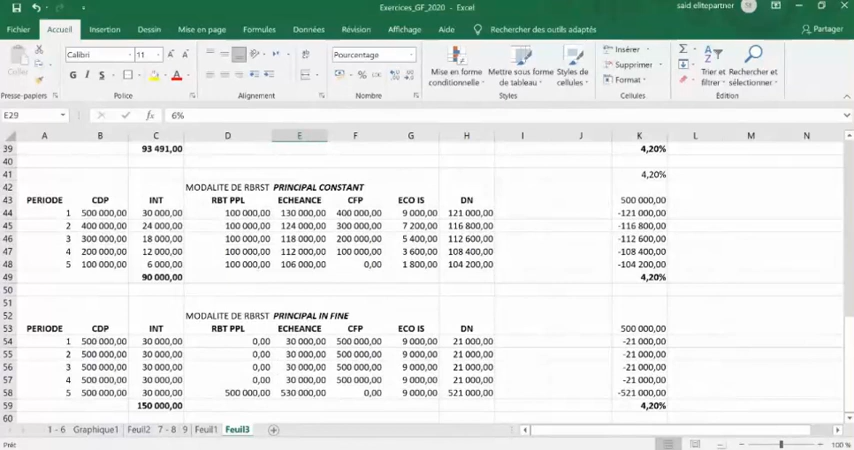 Exercices_GF_2020 - Excel
said elitepartner
Fichier Accueil Insertion Dessin Mise en page Formules Données Révision Affichage Aide Rechercher des outils adaptés Partager
Calibri 11 Pourcentage
Coller
G I S
Mise en forme conditionnelle
Mettre sous forme de tableau
Styles de cellules
Insérer
Supprimer
Format
Trier et filtrer
Rechercher et sélectionner
Presse-papiers Police Alignement Nombre Styles Cellules Édition
E29 fx 6%
A B C D E F G H I J K L M N
39 93 491,00 4,20%
40
41 4,20%
42 MODALITE DE RBRST PRINCIPAL CONSTANT
43 PERIODE CDP INT RBT PPL ECHEANCE CFP ECO IS DN 500 000,00
44 1 500 000,00 30 000,00 100 000,00 130 000,00 400 000,00 9 000,00 121 000,00 -121 000,00
45 2 400 000,00 24 000,00 100 000,00 124 000,00 300 000,00 7 200,00 116 800,00 -116 800,00
46 3 300 000,00 18 000,00 100 000,00 118 000,00 200 000,00 5 400,00 112 600,00 -112 600,00
47 4 200 000,00 12 000,00 100 000,00 112 000,00 100 000,00 3 600,00 108 400,00 -108 400,00
48 5 100 000,00 6 000,00 100 000,00 106 000,00 0,00 1 800,00 104 200,00 -104 200,00
49 90 000,00 4,20%
50
51
52 MODALITE DE RBRST PRINCIPAL IN FINE
53 PERIODE CDP INT RBT PPL ECHEANCE CFP ECO IS DN 500 000,00
54 1 500 000,00 30 000,00 0,00 30 000,00 500 000,00 9 000,00 21 000,00 -21 000,00
55 2 500 000,00 30 000,00 0,00 30 000,00 500 000,00 9 000,00 21 000,00 -21 000,00
56 3 500 000,00 30 000,00 0,00 30 000,00 500 000,00 9 000,00 21 000,00 -21 000,00
57 4 500 000,00 30 000,00 0,00 30 000,00 500 000,00 9 000,00 21 000,00 -21 000,00
58 5 500 000,00 30 000,00 500 000,00 530 000,00 0,00 9 000,00 521 000,00 -521 000,00
59 150 000,00 4,20%
60
1 - 6 Graphique1 Feuil2 7 - 8 9 Feuil1 Feuil3
Prêt 100 %